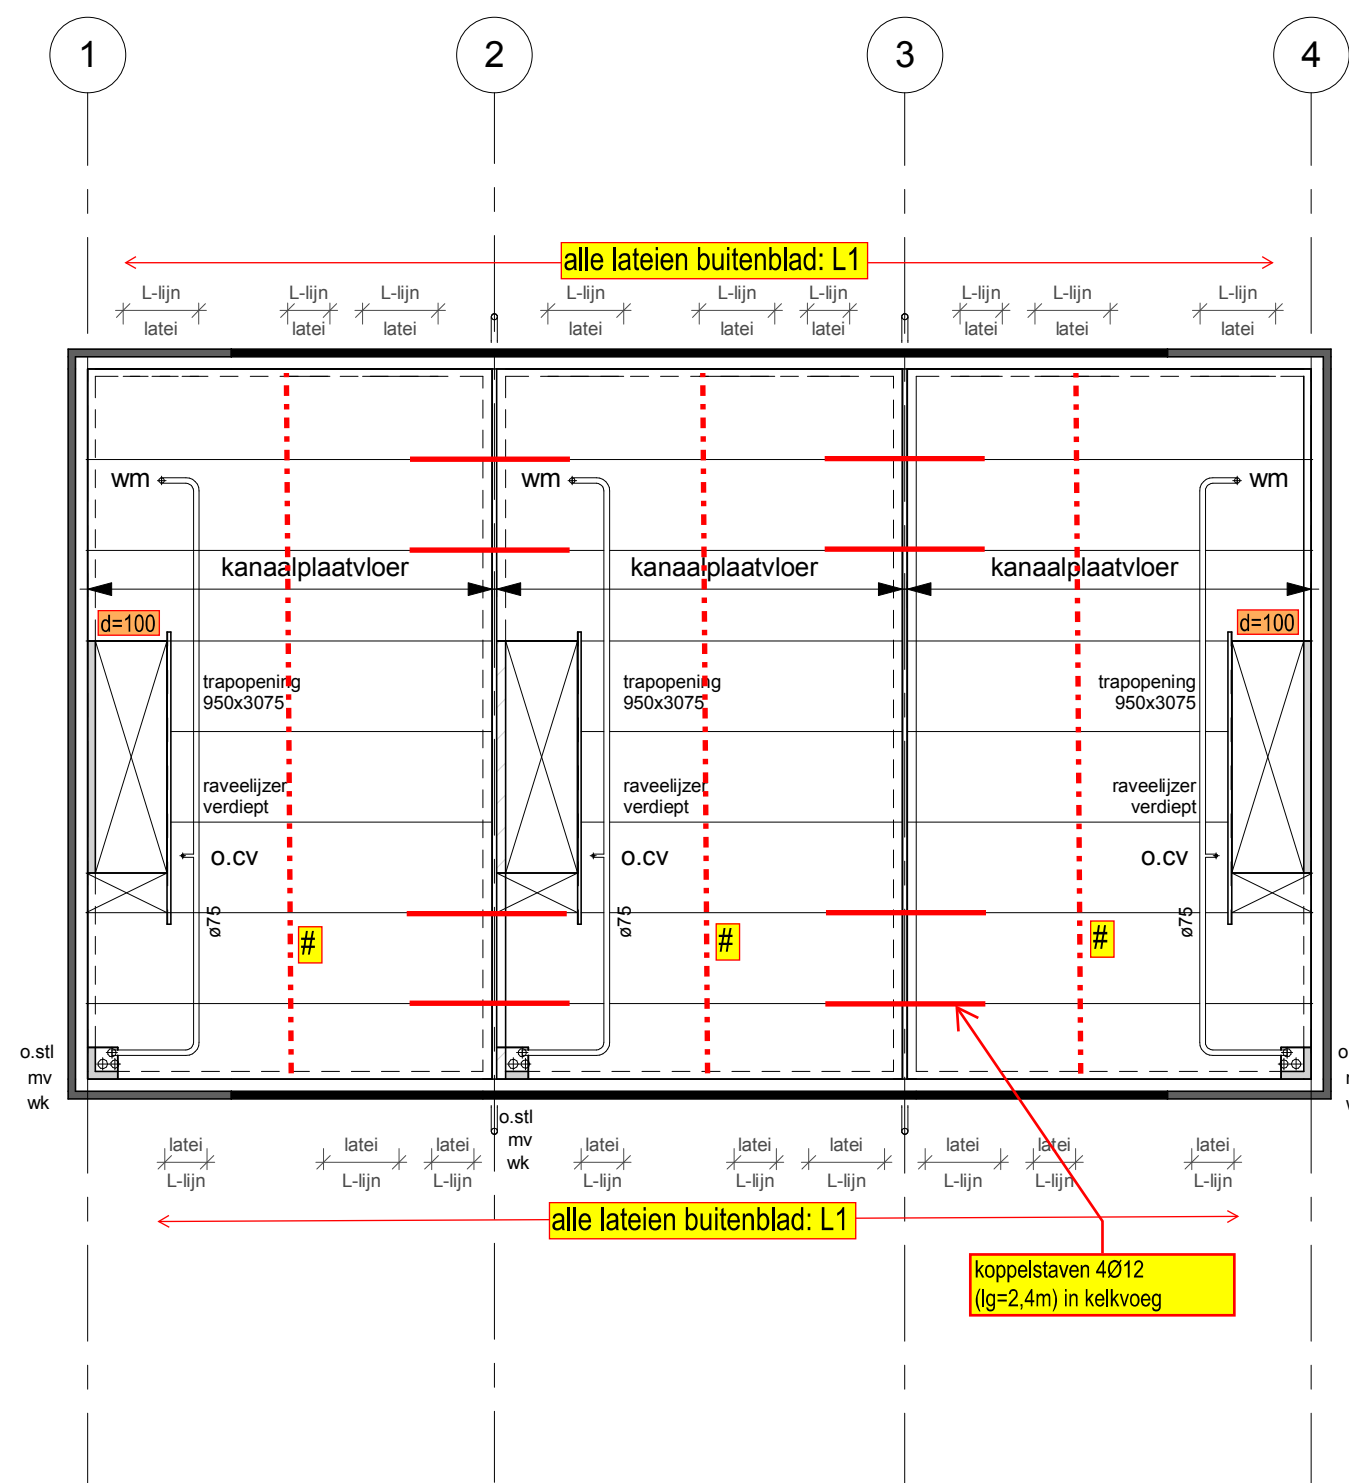 1 2 3 4
alle lateien buitenblad: L1
L-lijn L-lijn L-lijn L-lijn L-lijn L-lijn L-lijn L-lijn L-lijn
latei latei latei latei latei latei latei latei latei
wm wm wm
kanaalplaatvloer kanaalplaatvloer kanaalplaatvloer
d=100 d=100
trapopening trapopening trapopening
950x3075 950x3075 950x3075
raveelijzer raveelijzer raveelijzer
verdiept verdiept verdiept
o.cv o.cv o.cv
ø75 ø75 ø75
# # #
o.stl
mv
wk
o.stl
mv
wk
latei latei latei latei latei latei latei latei latei
L-lijn L-lijn L-lijn L-lijn L-lijn L-lijn L-lijn L-lijn L-lijn
alle lateien buitenblad: L1
koppelstaven 4Ø12
(lg=2,4m) in kelkvoeg